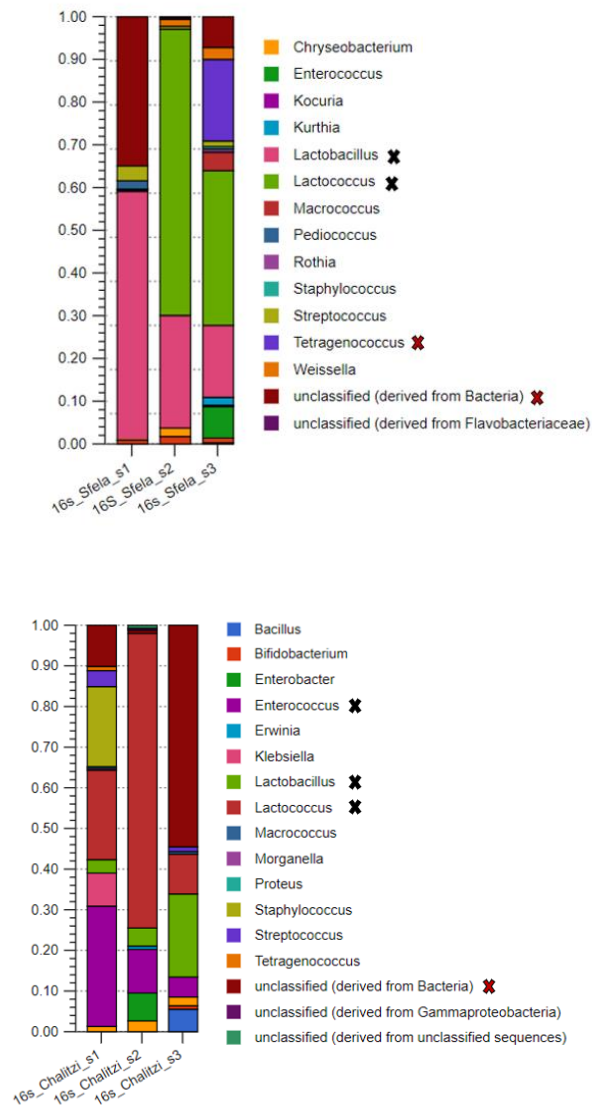 1.00
0.90
0.80
0.70
0.60
0.50
0.40
0.30
0.20
0.10
0.00
16s_Sfela_s1
16S_Sfela_s2
16s_Sfela_s3
Chryseobacterium
Enterococcus
Kocuria
Kurthia
Lactobacillus
Lactococcus
Macrococcus
Pediococcus
Rothia
Staphylococcus
Streptococcus
Tetragenococcus
Weissella
unclassified (derived from Bacteria)
unclassified (derived from Flavobacteriaceae)
1.00
0.90
0.80
0.70
0.60
0.50
0.40
0.30
0.20
0.10
0.00
16s_Chalitzi_s1
16s_Chalitzi_s2
16s_Chalitzi_s3
Bacillus
Bifidobacterium
Enterobacter
Enterococcus
Erwinia
Klebsiella
Lactobacillus
Lactococcus
Macrococcus
Morganella
Proteus
Staphylococcus
Streptococcus
Tetragenococcus
unclassified (derived from Bacteria)
unclassified (derived from Gammaproteobacteria)
unclassified (derived from unclassified sequences)